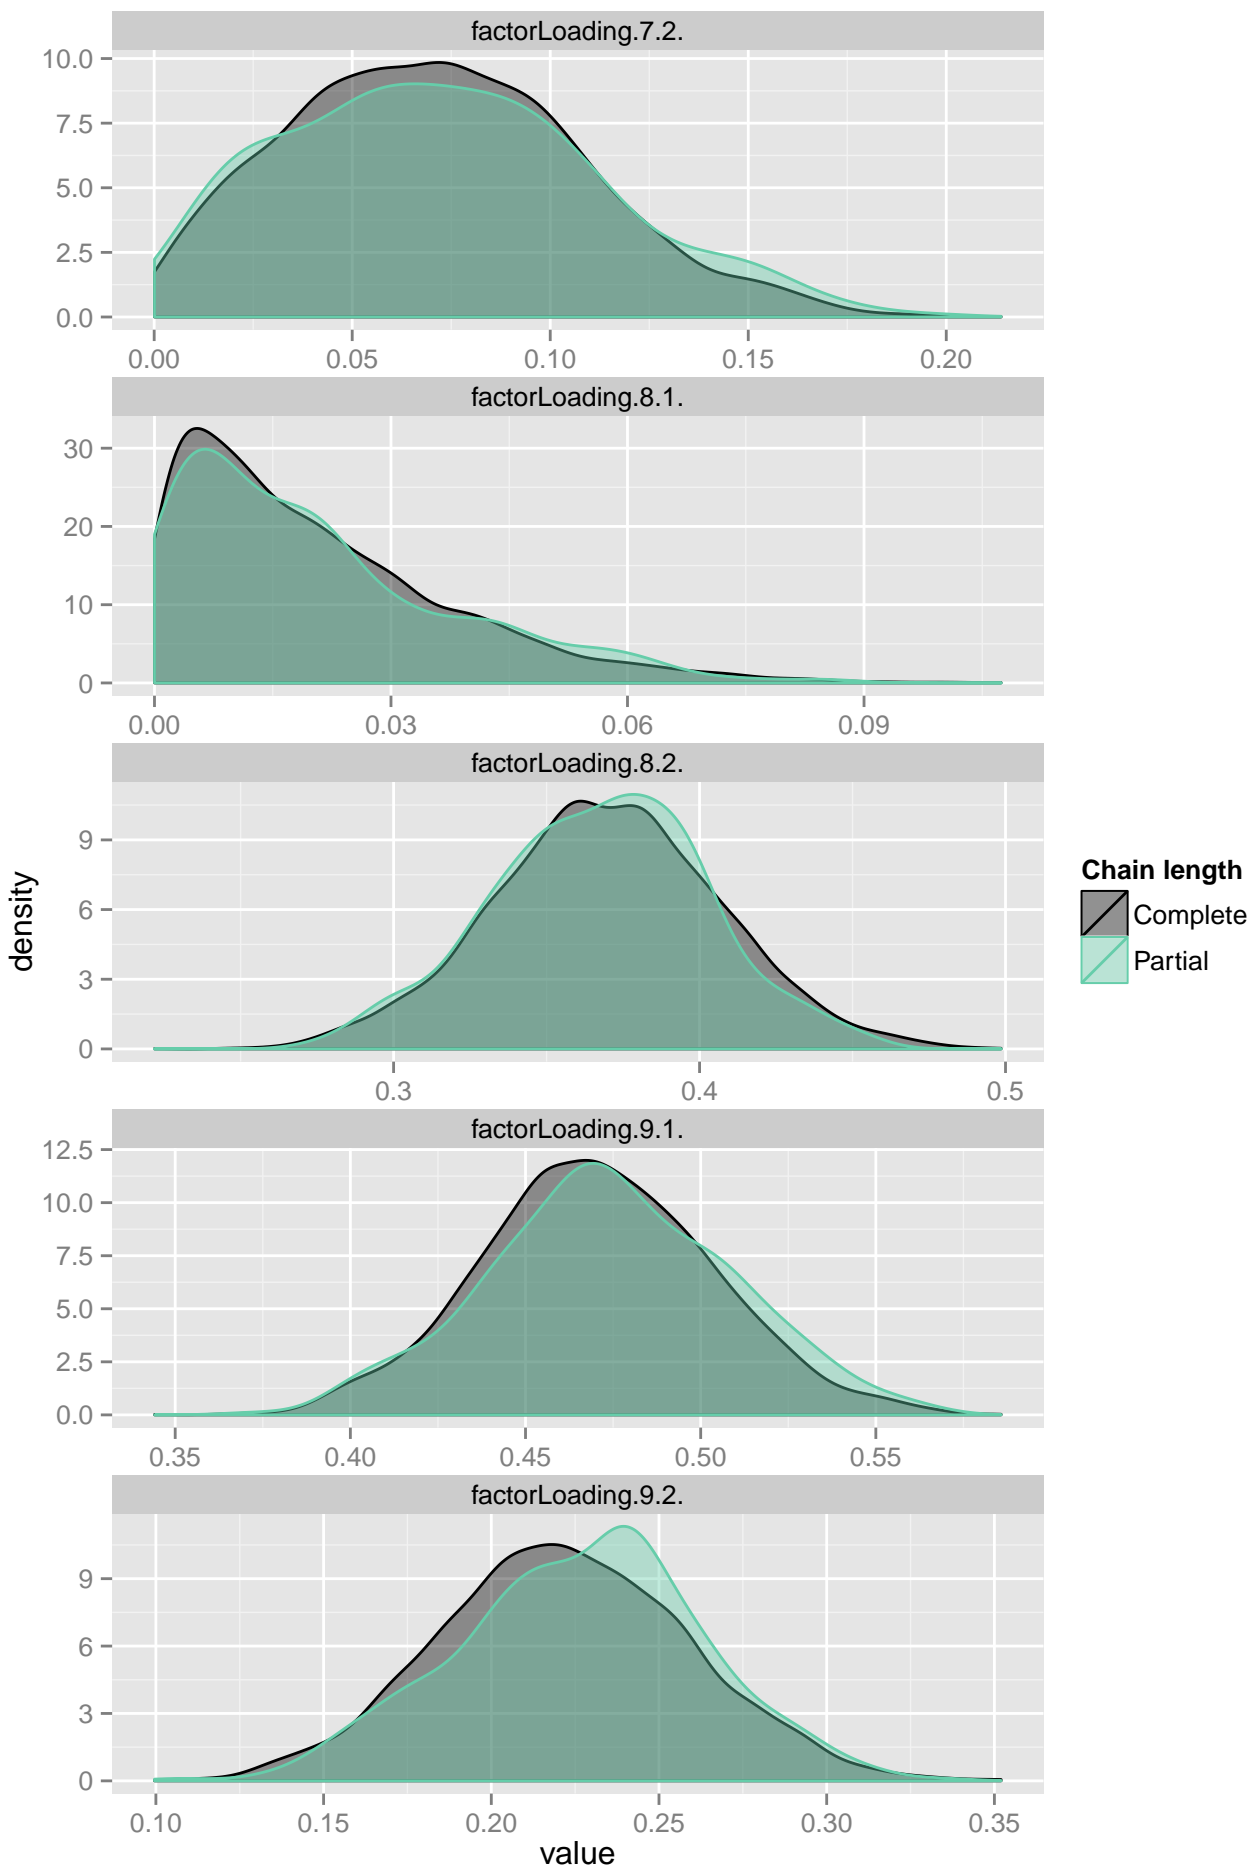 factorLoading.7.2.
10.0
7.5
5.0
2.5
0.0
0.00 0.05 0.10 0.15 0.20
factorLoading.8.1.
30
20
10
0
0.00 0.03 0.06 0.09
factorLoading.8.2.
9
6
3
0
0.3 0.4 0.5
factorLoading.9.1.
12.5
10.0
7.5
5.0
2.5
0.0
0.35 0.40 0.45 0.50 0.55
factorLoading.9.2.
9
6
3
0
0.10 0.15 0.20 0.25 0.30 0.35
value
density
Chain length
Complete
Partial